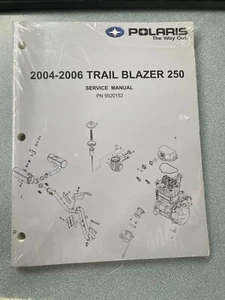 POLARIS
The Way Out.
2004-2006 TRAIL BLAZER 250
SERVICE MANUAL
PN 9920152